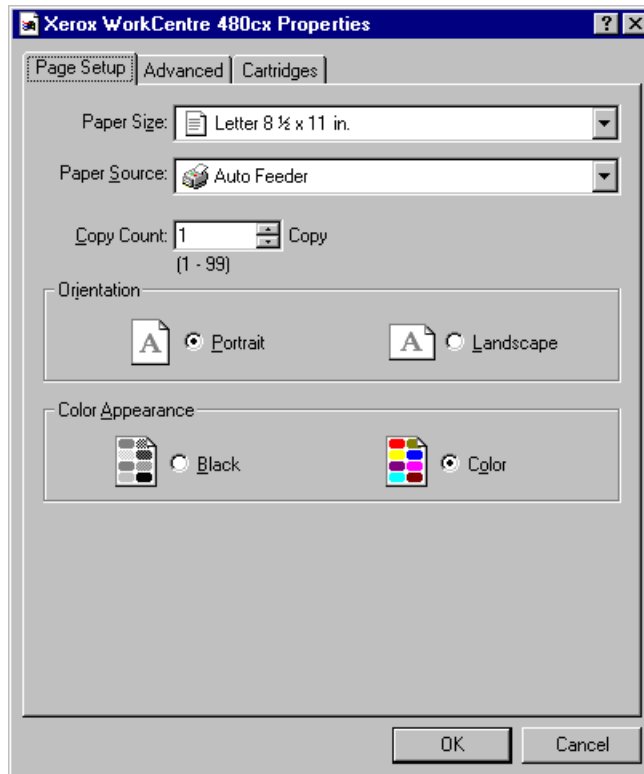 Xerox WorkCentre 480cx Properties
Page Setup Advanced Cartridges
Paper Size: Letter 8 ½ x 11 in.
Paper Source: Auto Feeder
Copy Count: 1 Copy
(1 - 99)
Orientation
A Portrait A Landscape
Color Appearance
Black Color
OK Cancel